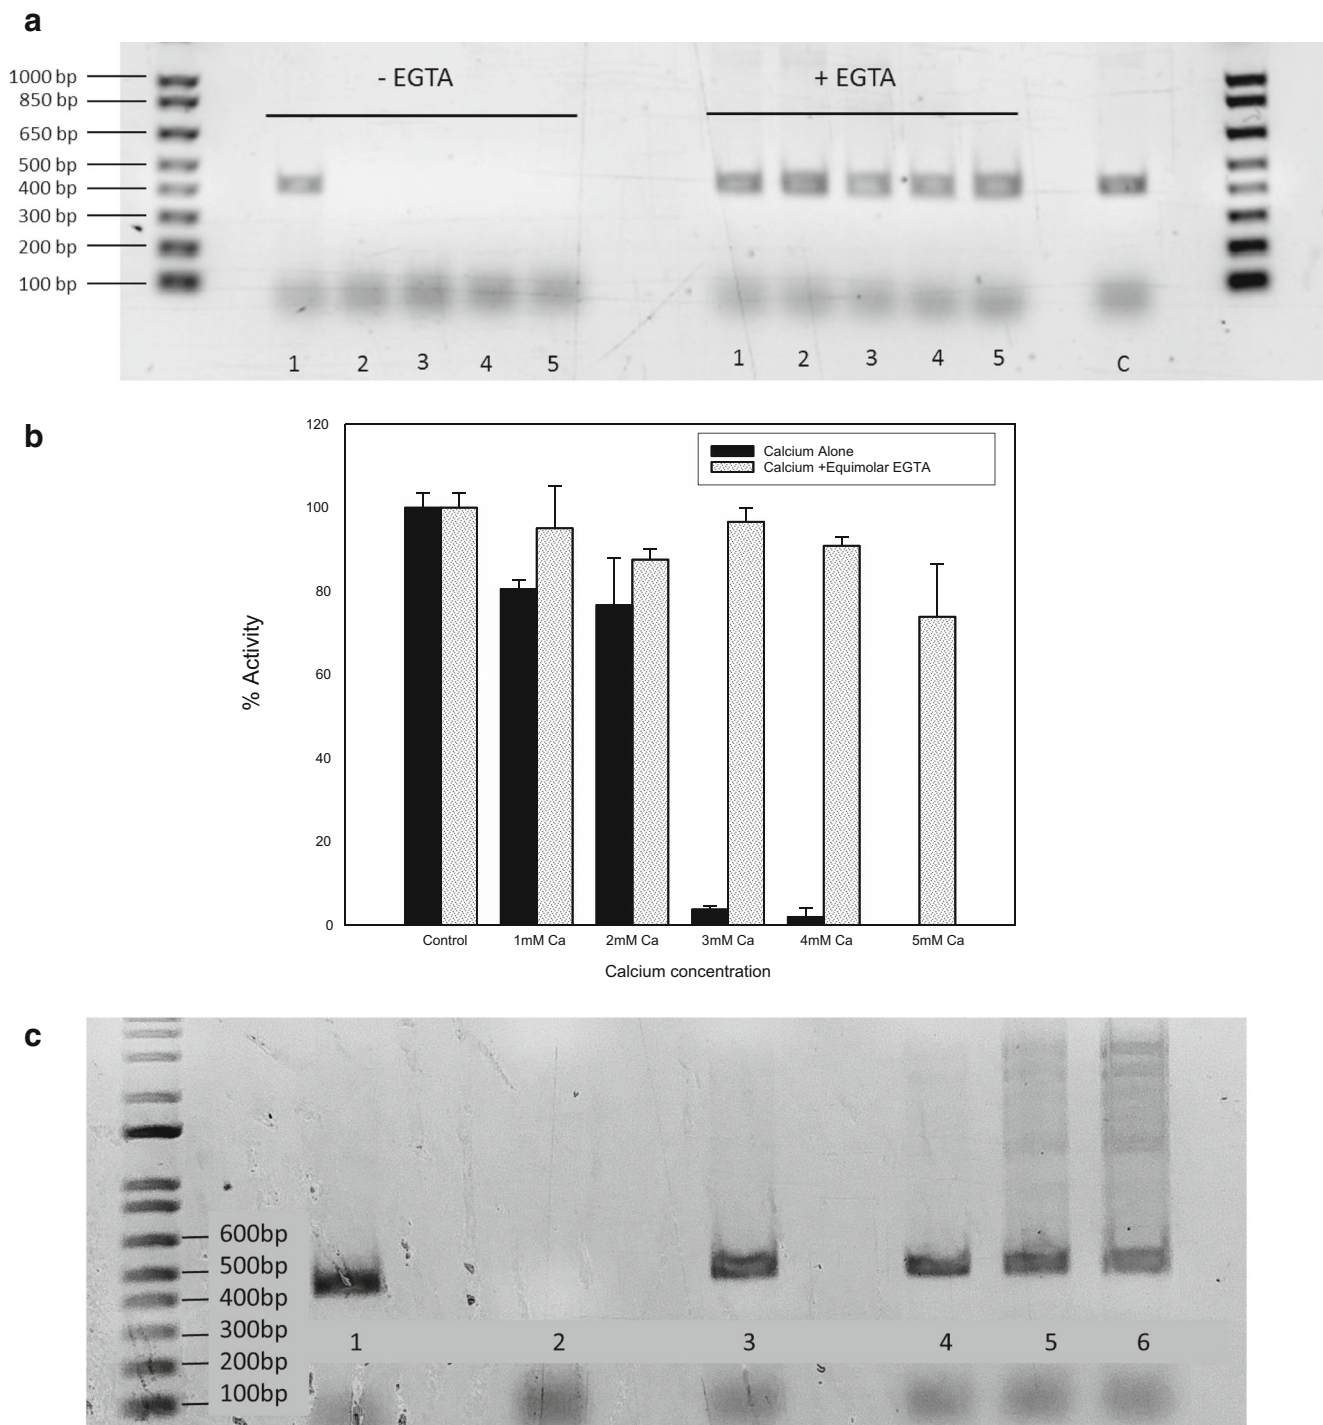 a
- EGTA
+ EGTA
1000 bp
850 bp
650 bp
500 bp
400 bp
300 bp
200 bp
100 bp
1 2 3 4 5 1 2 3 4 5 C
b
120
100
80
60
40
20
0
% Activity
Calcium Alone
Calcium +Equimolar EGTA
Control 1mM Ca 2mM Ca 3mM Ca 4mM Ca 5mM Ca
Calcium concentration
c
600bp
500bp
400bp
300bp
200bp
100bp
1 2 3 4 5 6